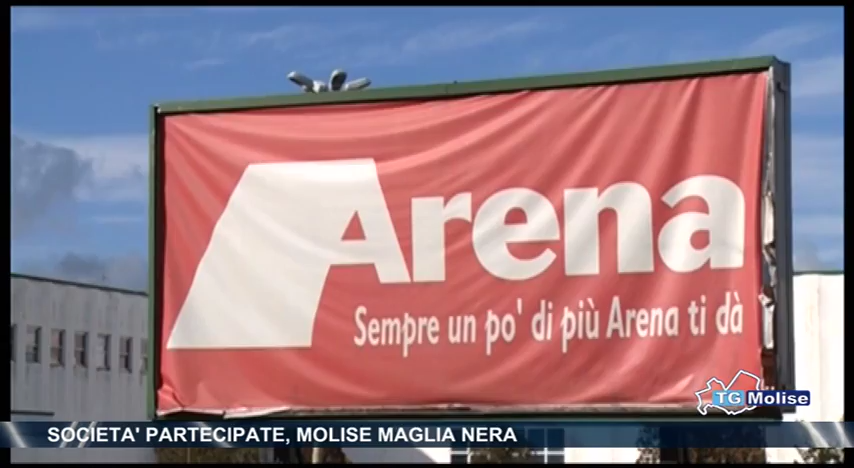 Arena
Sempre un po' di più Arena ti dà
TG Molise
SOCIETA' PARTECIPATE, MOLISE MAGLIA NERA